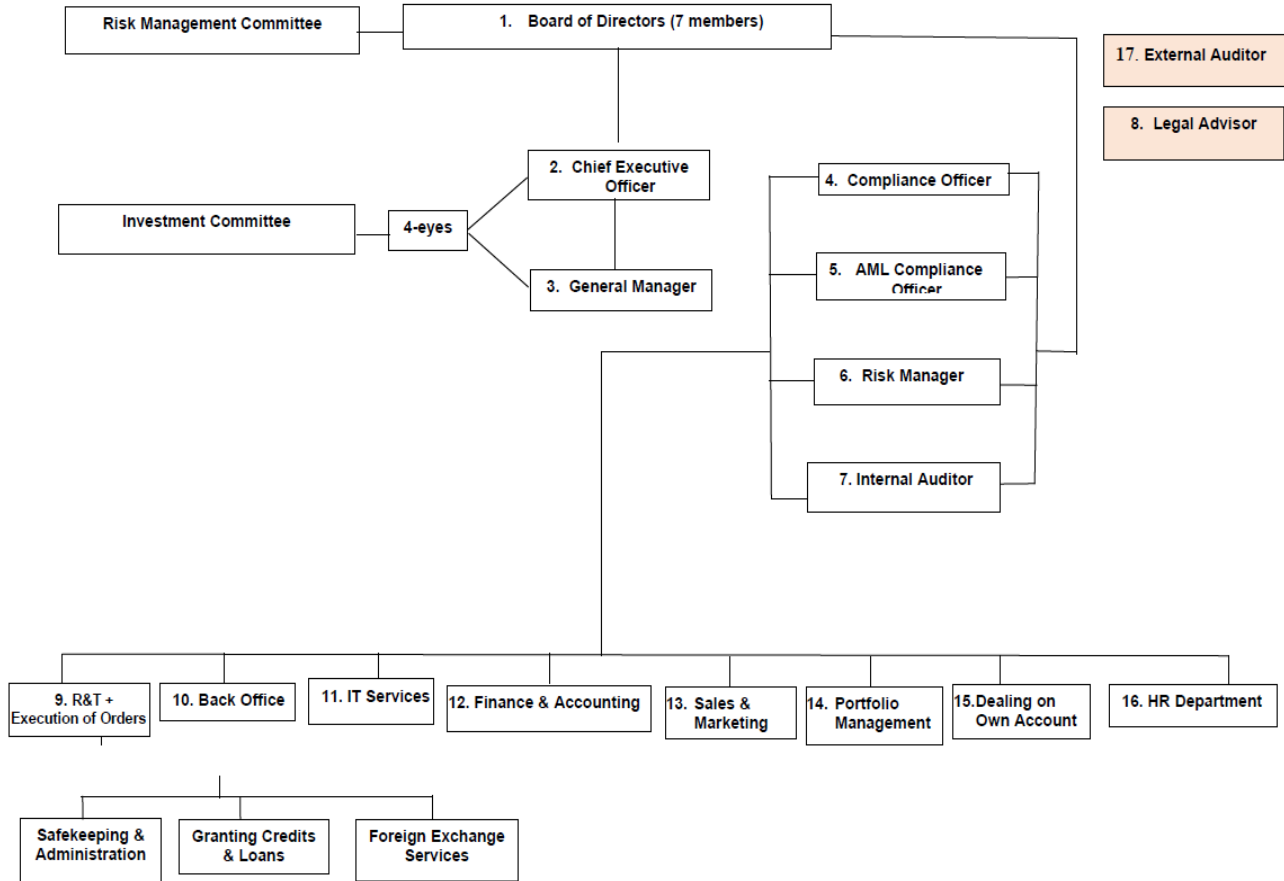 Risk Management Committee
1. Board of Directors (7 members)
17. External Auditor
8. Legal Advisor
2. Chief Executive
Officer
4. Compliance Officer
Investment Committee
4-eyes
5. AML Compliance
Officer
3. General Manager
6. Risk Manager
7. Internal Auditor
9. R&T +
Execution of Orders
10. Back Office
11. IT Services
12. Finance & Accounting
13. Sales &
Marketing
14. Portfolio
Management
15.Dealing on
Own Account
16. HR Department
Safekeeping &
Administration
Granting Credits
& Loans
Foreign Exchange
Services